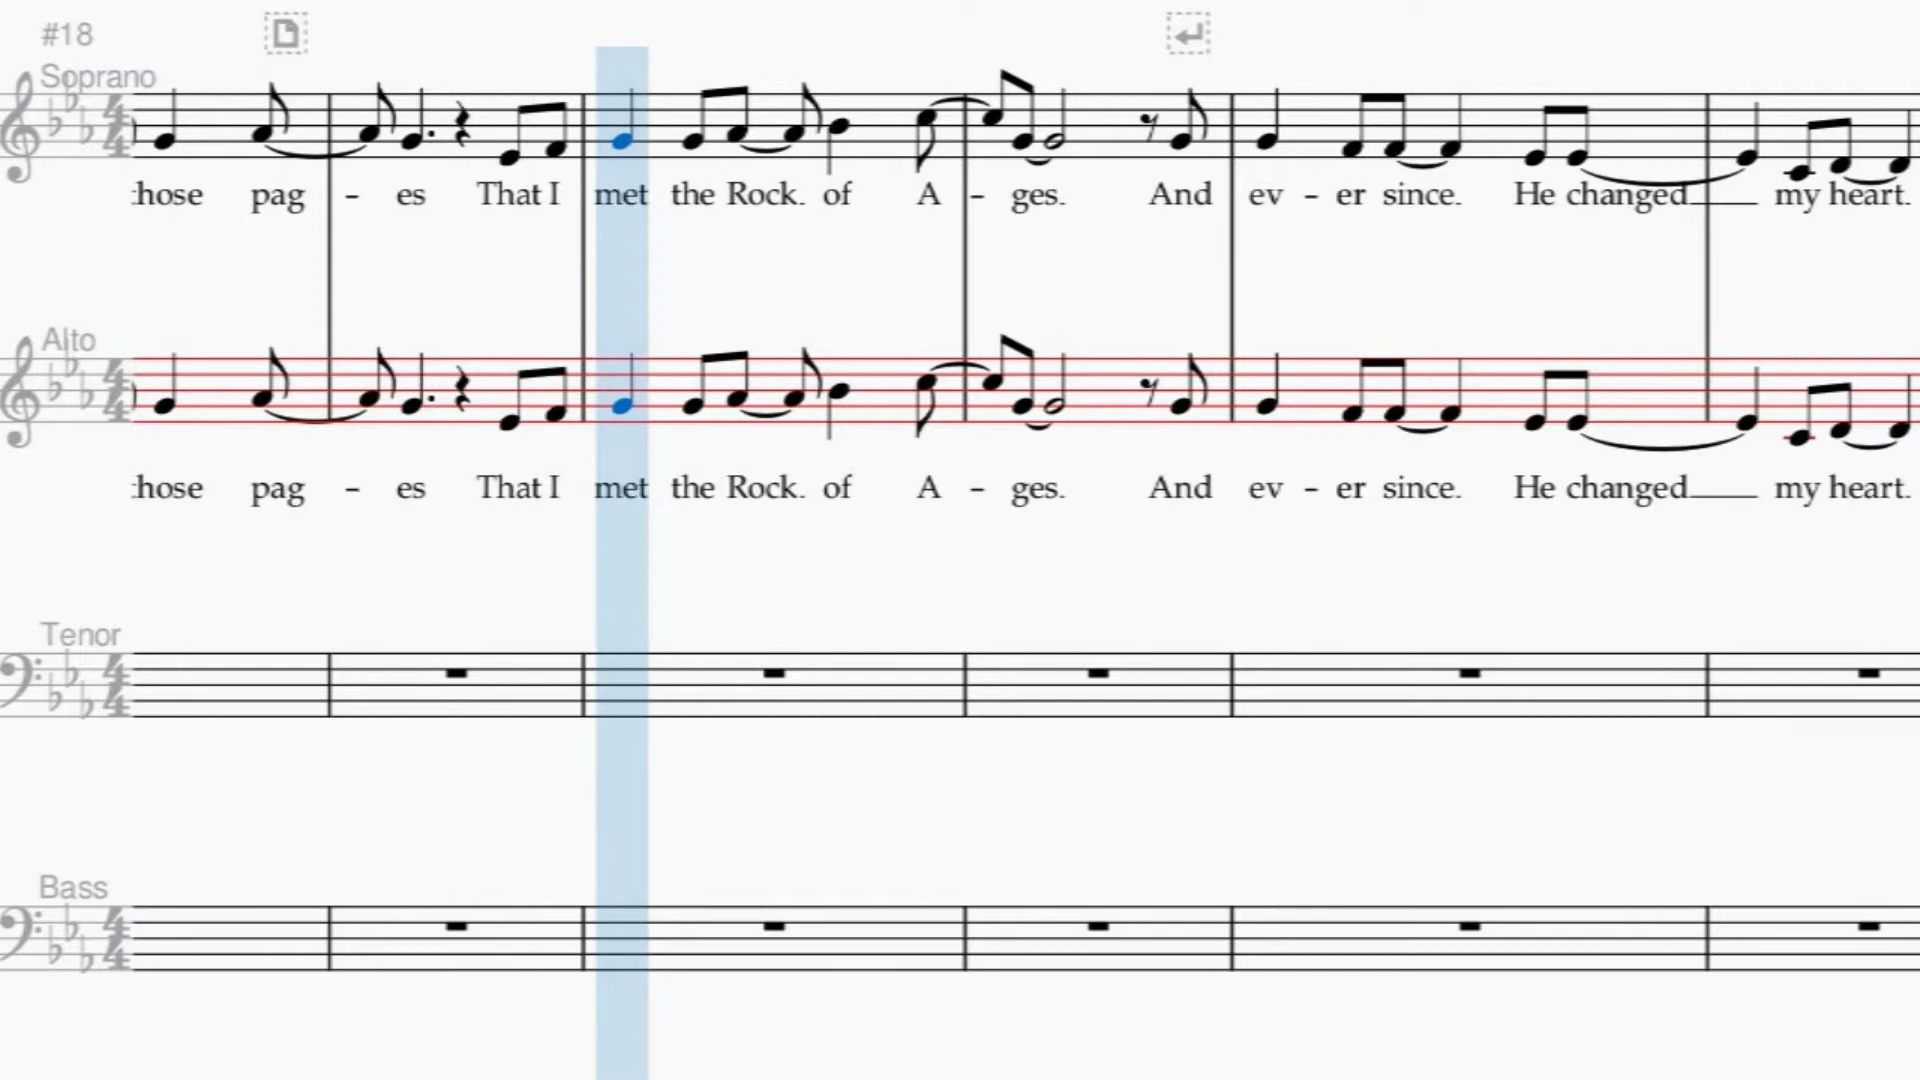 #18
Soprano
hose pag - es That I met the Rock. of A - ges. And ev - er since. He changed my heart.
Alto
hose pag - es That I met the Rock. of A - ges. And ev - er since. He changed my heart.
Tenor
Bass